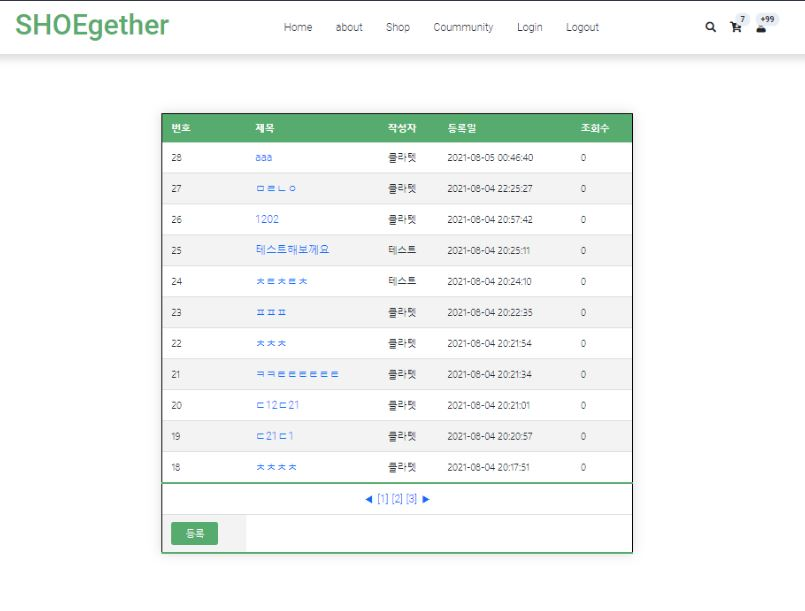 SHOEgether Home about Shop Coummunity Login Logout 7 +99
번호 제목 작성자 등록일 조회수
28 aaa 클라텟 2021-08-05 00:46:40 0
27 ㅁㄹㄴㅇ 클라텟 2021-08-04 22:25:27 0
26 1202 클라텟 2021-08-04 20:57:42 0
25 테스트해보께요 테스트 2021-08-04 20:25:11 0
24 ㅊㅌㅊㅌㅊ 테스트 2021-08-04 20:24:10 0
23 ㅍㅍㅍ 클라텟 2021-08-04 20:22:35 0
22 ㅊㅊㅊ 클라텟 2021-08-04 20:21:54 0
21 ㅋㅋㅌㅌㅌㅌㅌㅌ 클라텟 2021-08-04 20:21:34 0
20 ㄷ12ㄷ21 클라텟 2021-08-04 20:21:01 0
19 ㄷ21ㄷ1 클라텟 2021-08-04 20:20:57 0
18 ㅊㅊㅊㅊ 클라텟 2021-08-04 20:17:51 0
◀ [1] [2] [3] ▶
등록